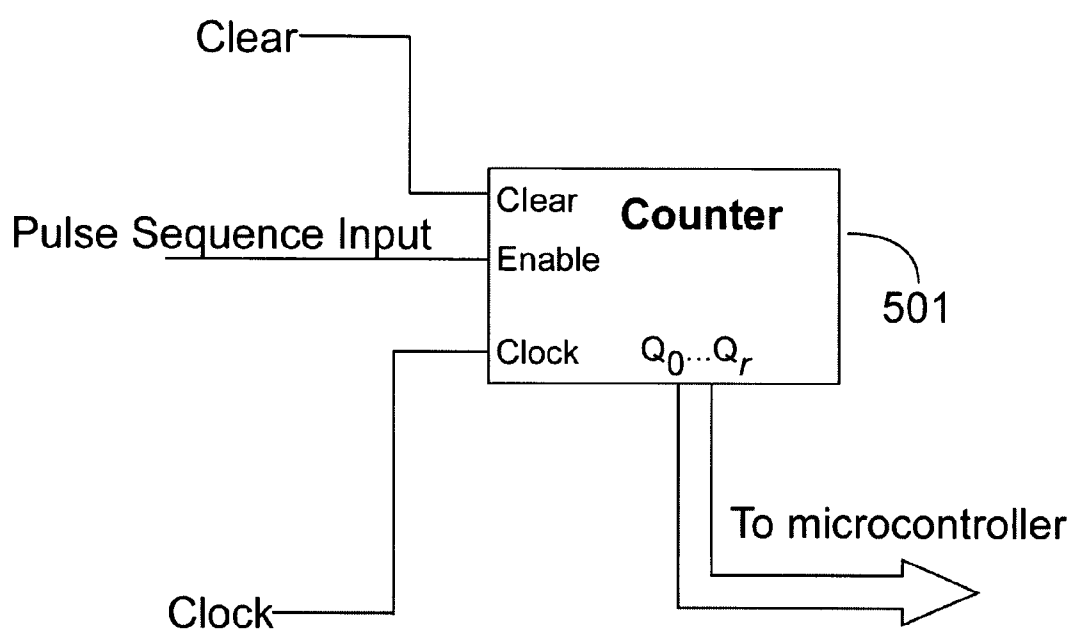 Clear
Clear
Counter
Pulse Sequence Input
Enable
501
Clock
Q0...Qr
To microcontroller
Clock